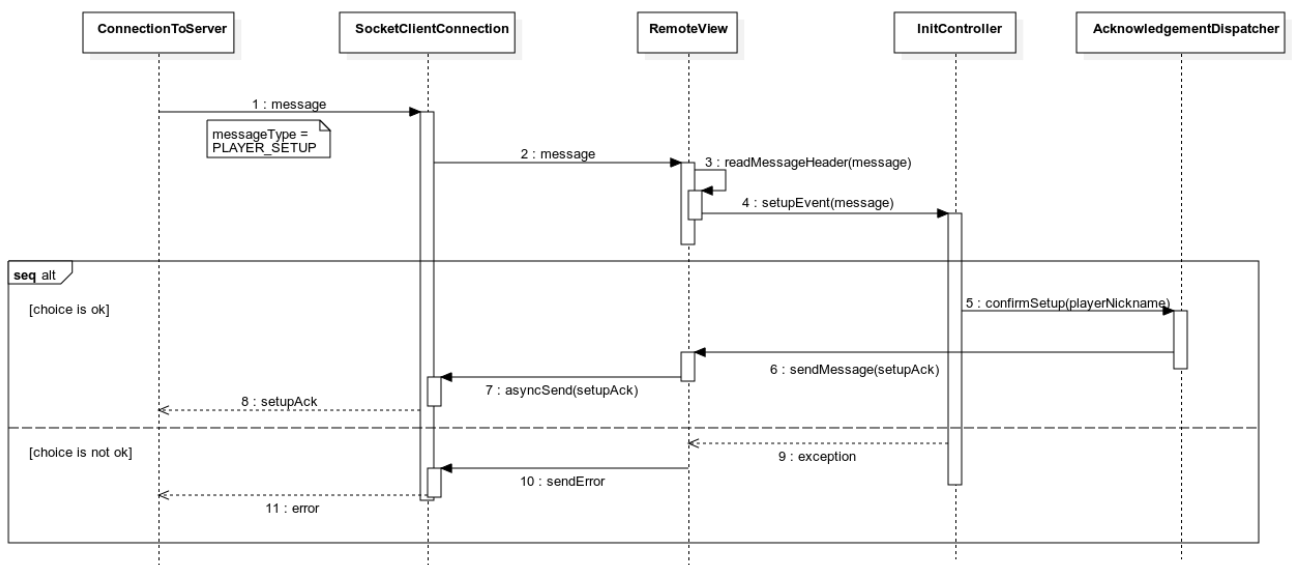 ConnectionToServer
SocketClientConnection
RemoteView
InitController
AcknowledgementDispatcher
1 : message
messageType =
PLAYER_SETUP
2 : message
3 : readMessageHeader(message)
4 : setupEvent(message)
seq alt
[choice is ok]
5 : confirmSetup(playerNickname)
6 : sendMessage(setupAck)
7 : asyncSend(setupAck)
8 : setupAck
[choice is not ok]
9 : exception
10 : sendError
11 : error